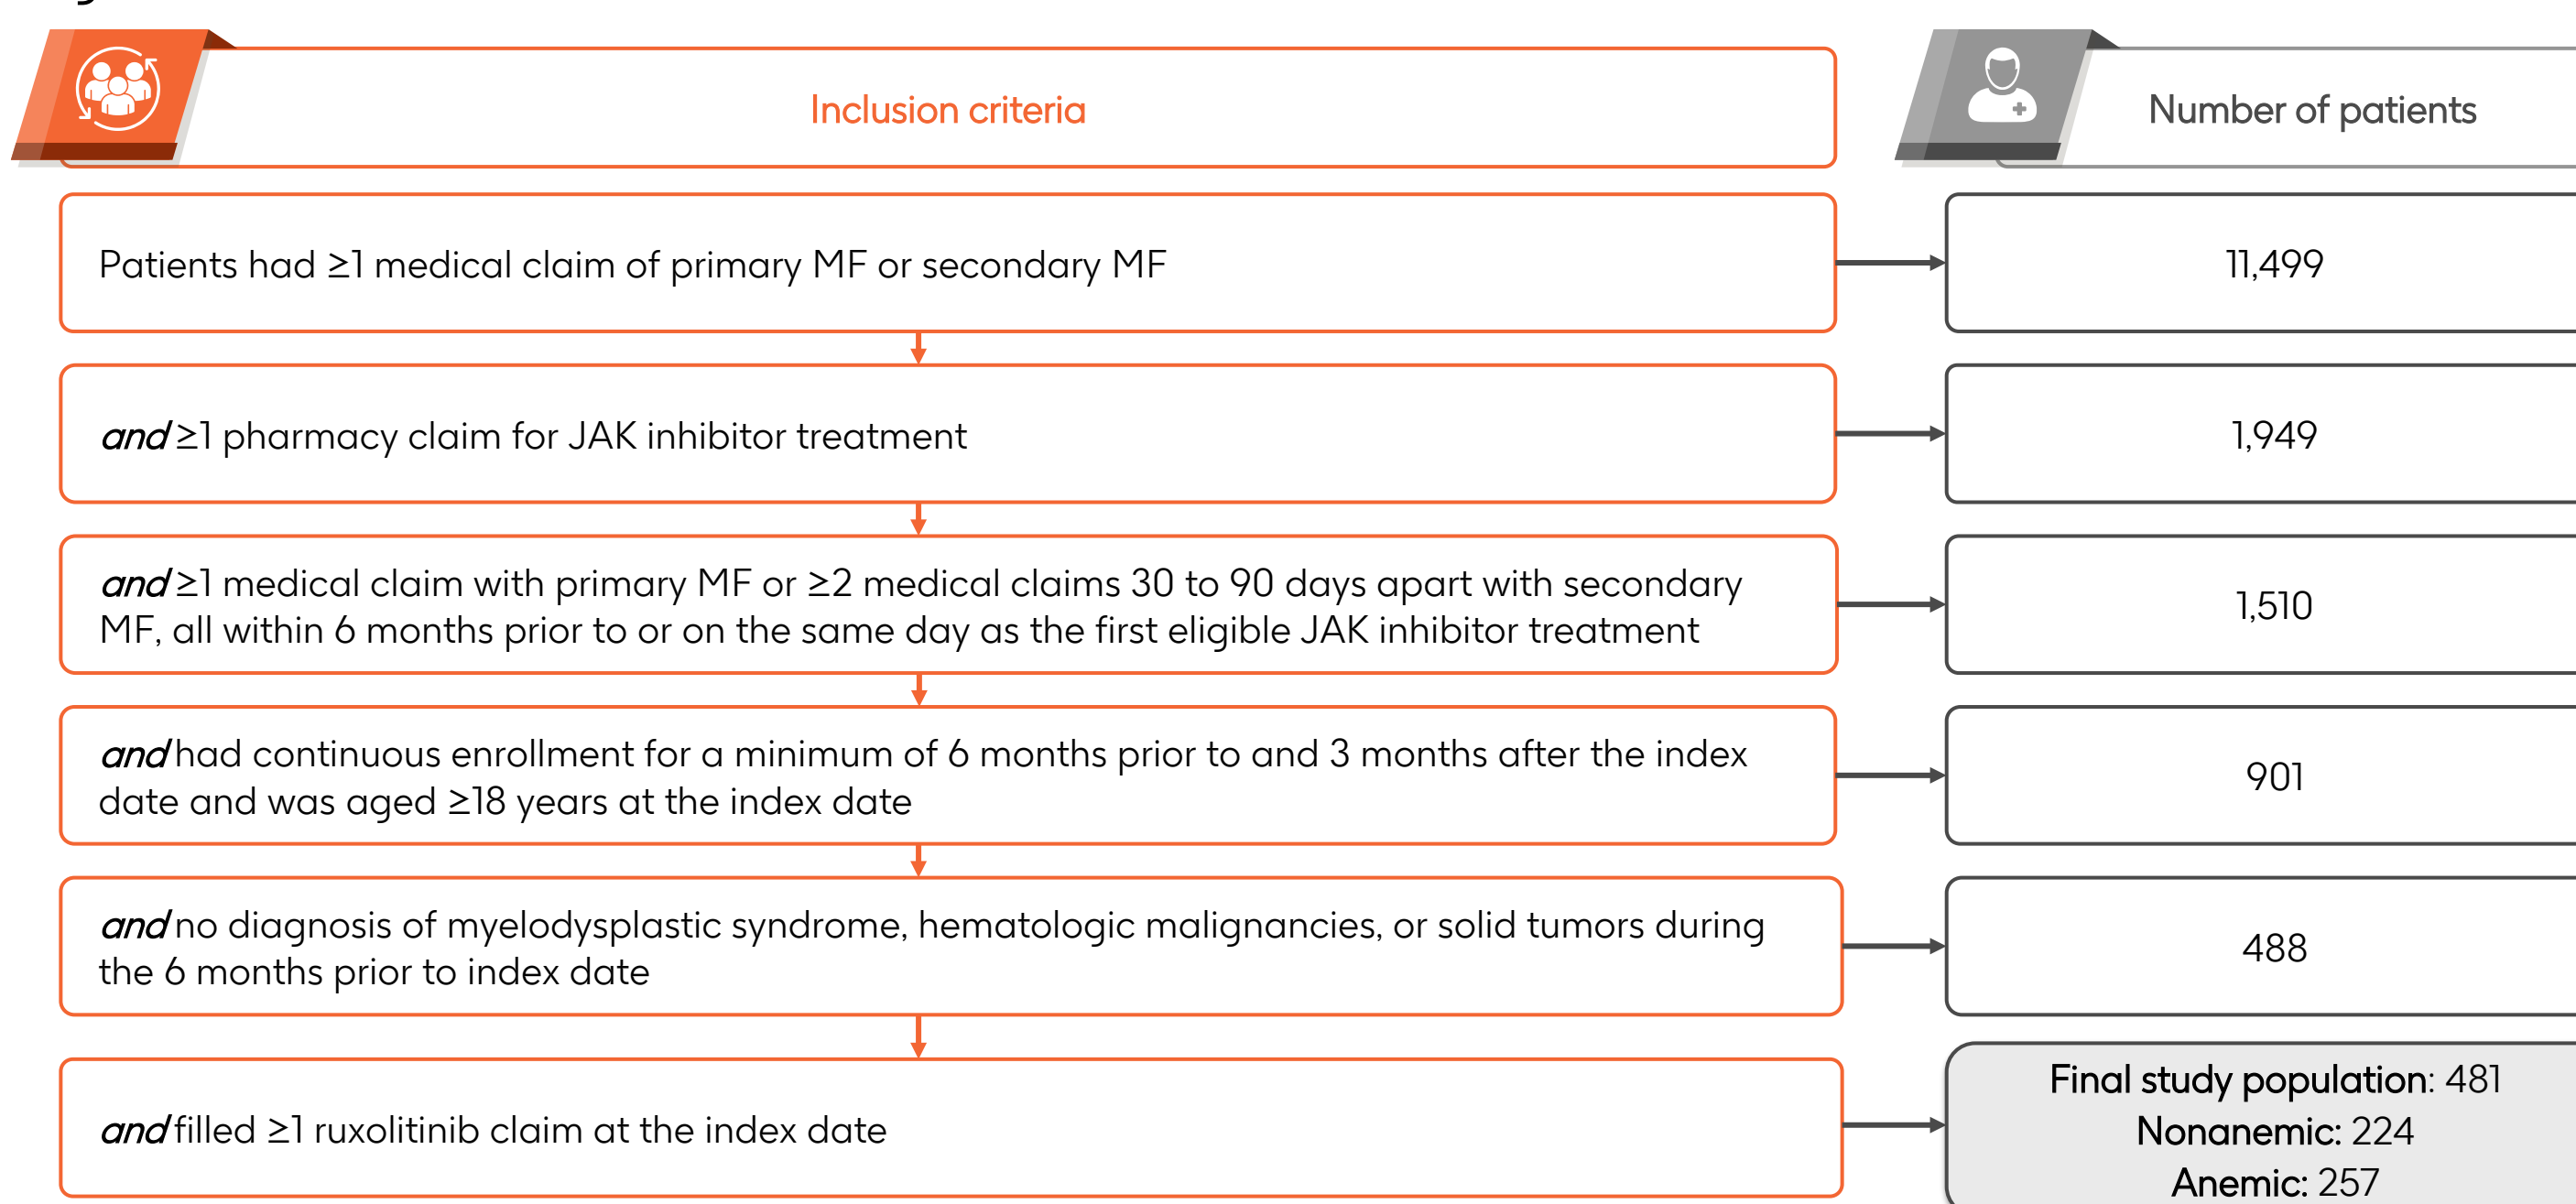 Inclusion criteria
Number of patients
Patients had ≥1 medical claim of primary MF or secondary MF
11,499
and ≥1 pharmacy claim for JAK inhibitor treatment
1,949
and ≥1 medical claim with primary MF or ≥2 medical claims 30 to 90 days apart with secondary
MF, all within 6 months prior to or on the same day as the first eligible JAK inhibitor treatment
1,510
and had continuous enrollment for a minimum of 6 months prior to and 3 months after the index
date and was aged ≥18 years at the index date
901
and no diagnosis of myelodysplastic syndrome, hematologic malignancies, or solid tumors during
the 6 months prior to index date
488
and filled ≥1 ruxolitinib claim at the index date
Final study population: 481
Nonanemic: 224
Anemic: 257